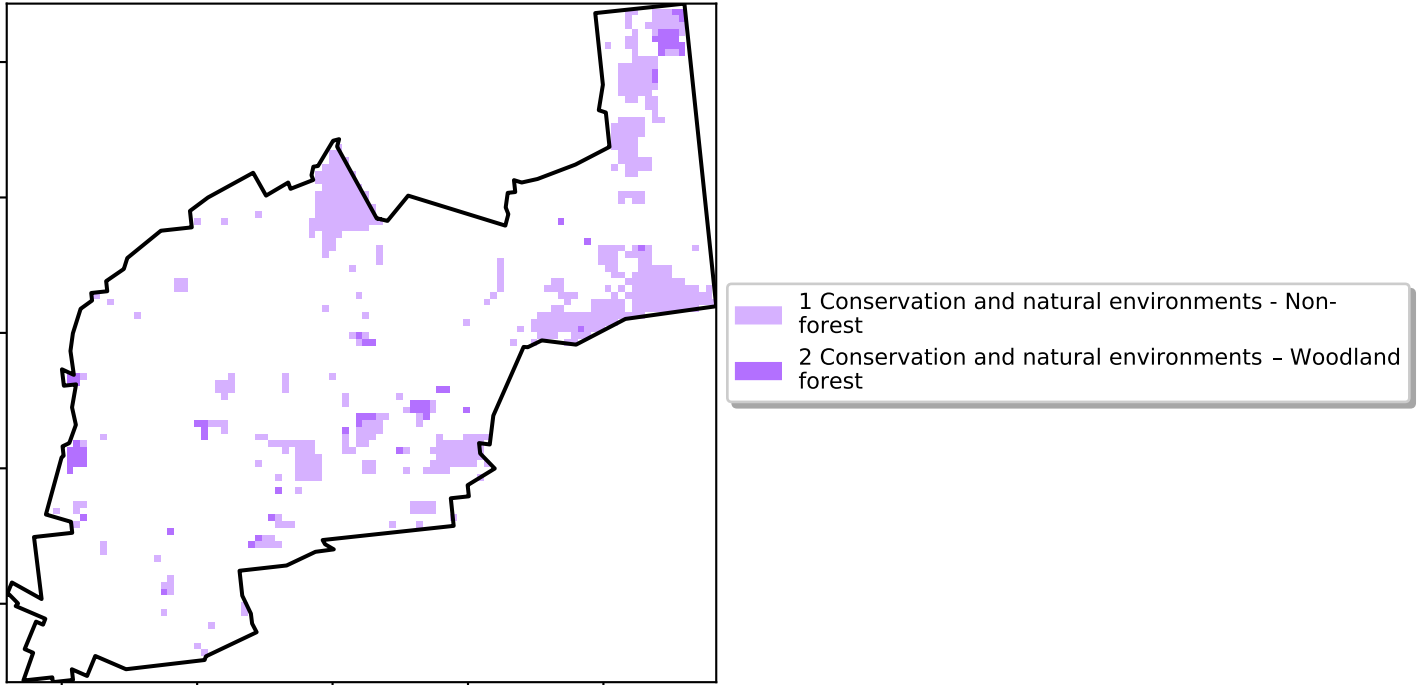 1 Conservation and natural environments - Non-
forest
2 Conservation and natural environments – Woodland
forest